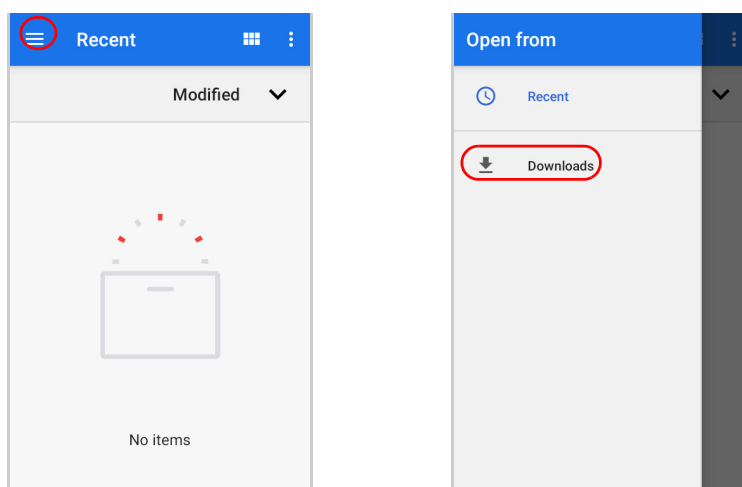 Recent
Modified
No items
Open from
Recent
Downloads